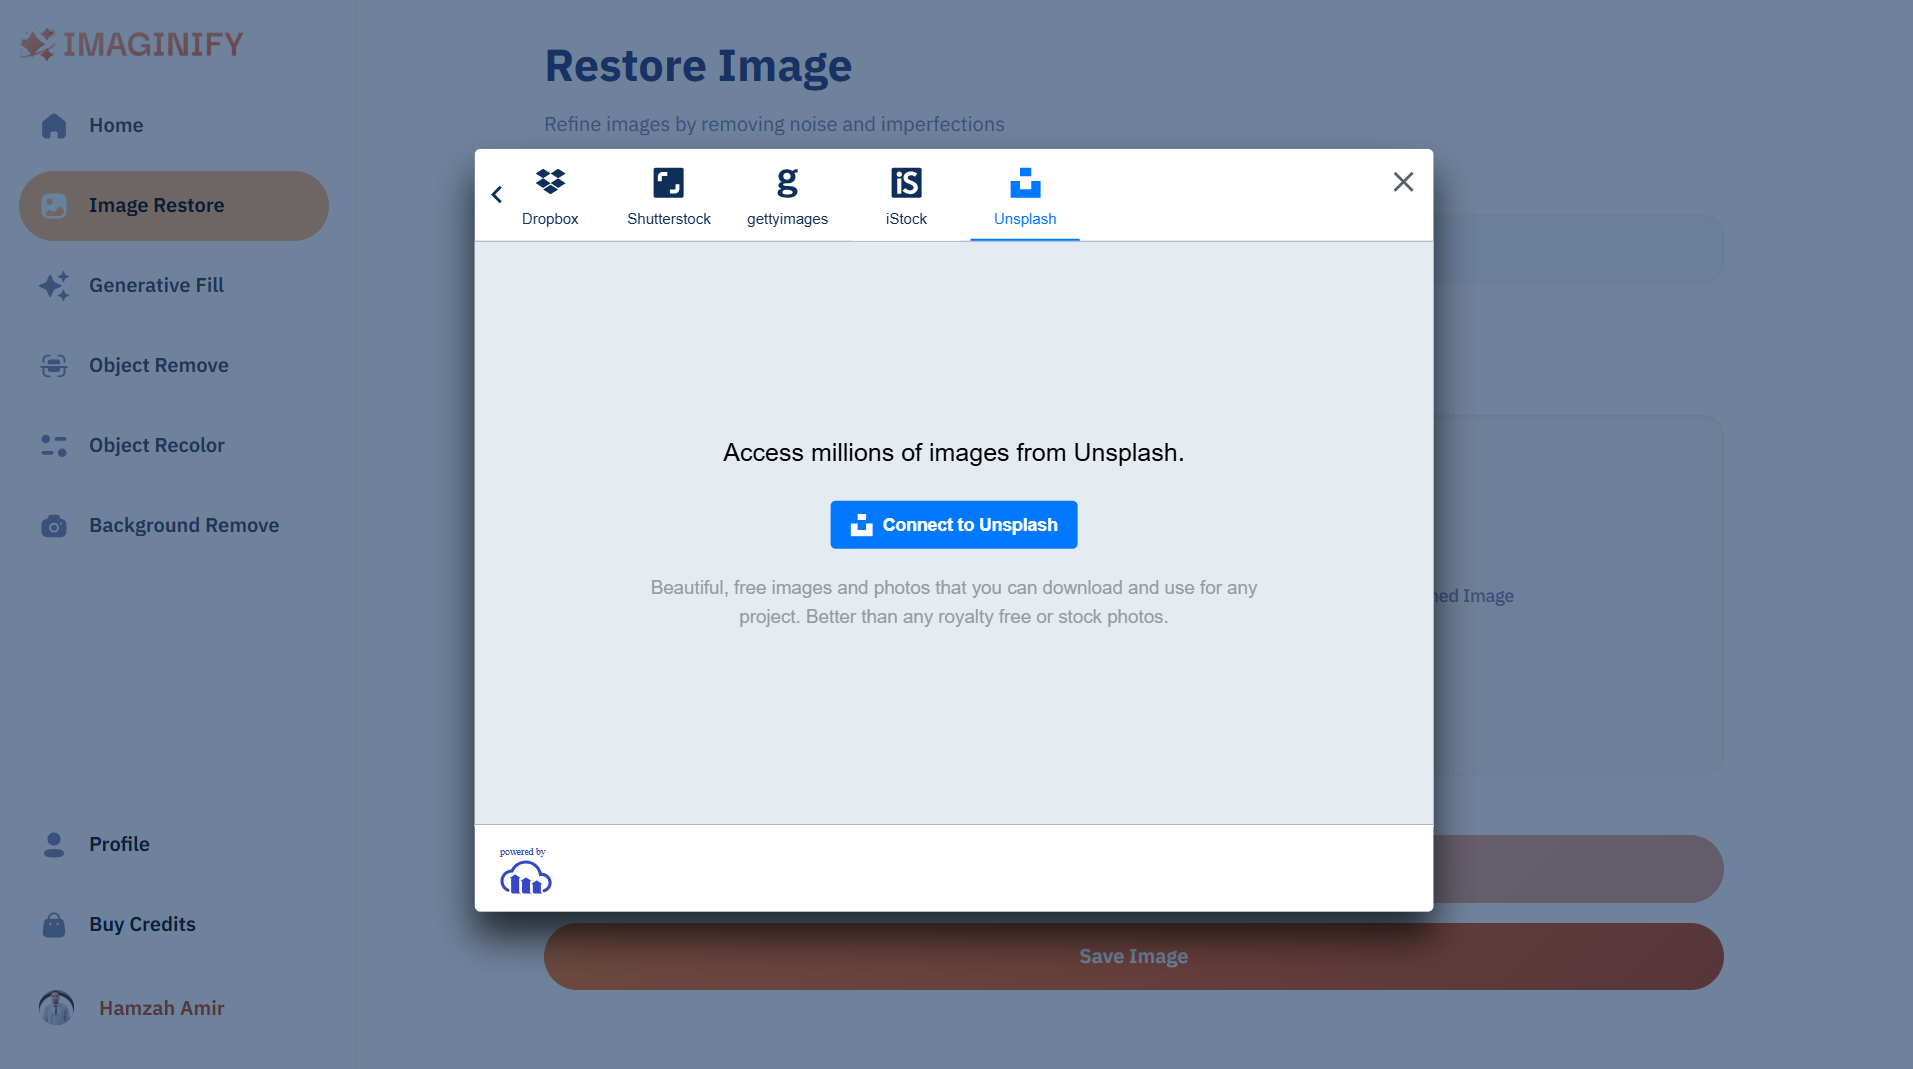 IMAGINIFY
Home
Image Restore
Generative Fill
Object Remove
Object Recolor
Background Remove
Profile
Buy Credits
Hamzah Amir
Restore Image
Refine images by removing noise and imperfections
Dropbox
Shutterstock
gettyimages
iStock
Unsplash
Access millions of images from Unsplash.
Connect to Unsplash
Beautiful, free images and photos that you can download and use for any
project. Better than any royalty free or stock photos.
Image
powered by
Save Image